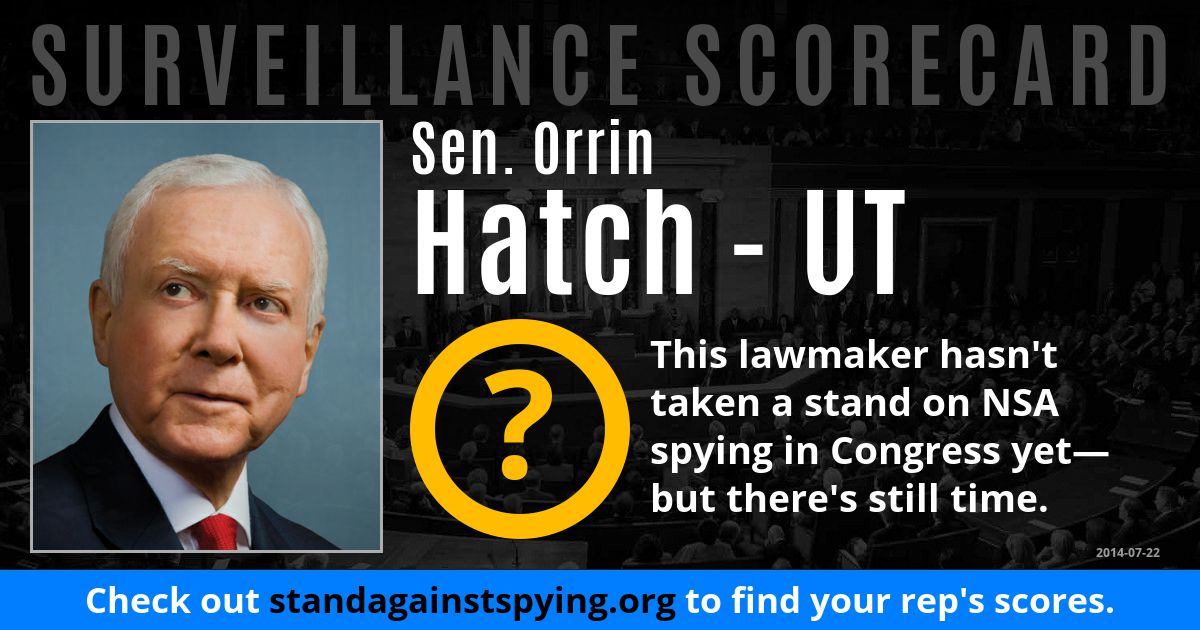 SURVEILLANCE SCORECARD
Sen. Orrin
Hatch - UT
?
This lawmaker hasn't
taken a stand on NSA
spying in Congress yet—
but there's still time.
2014-07-22
Check out standagainstspying.org to find your rep's scores.